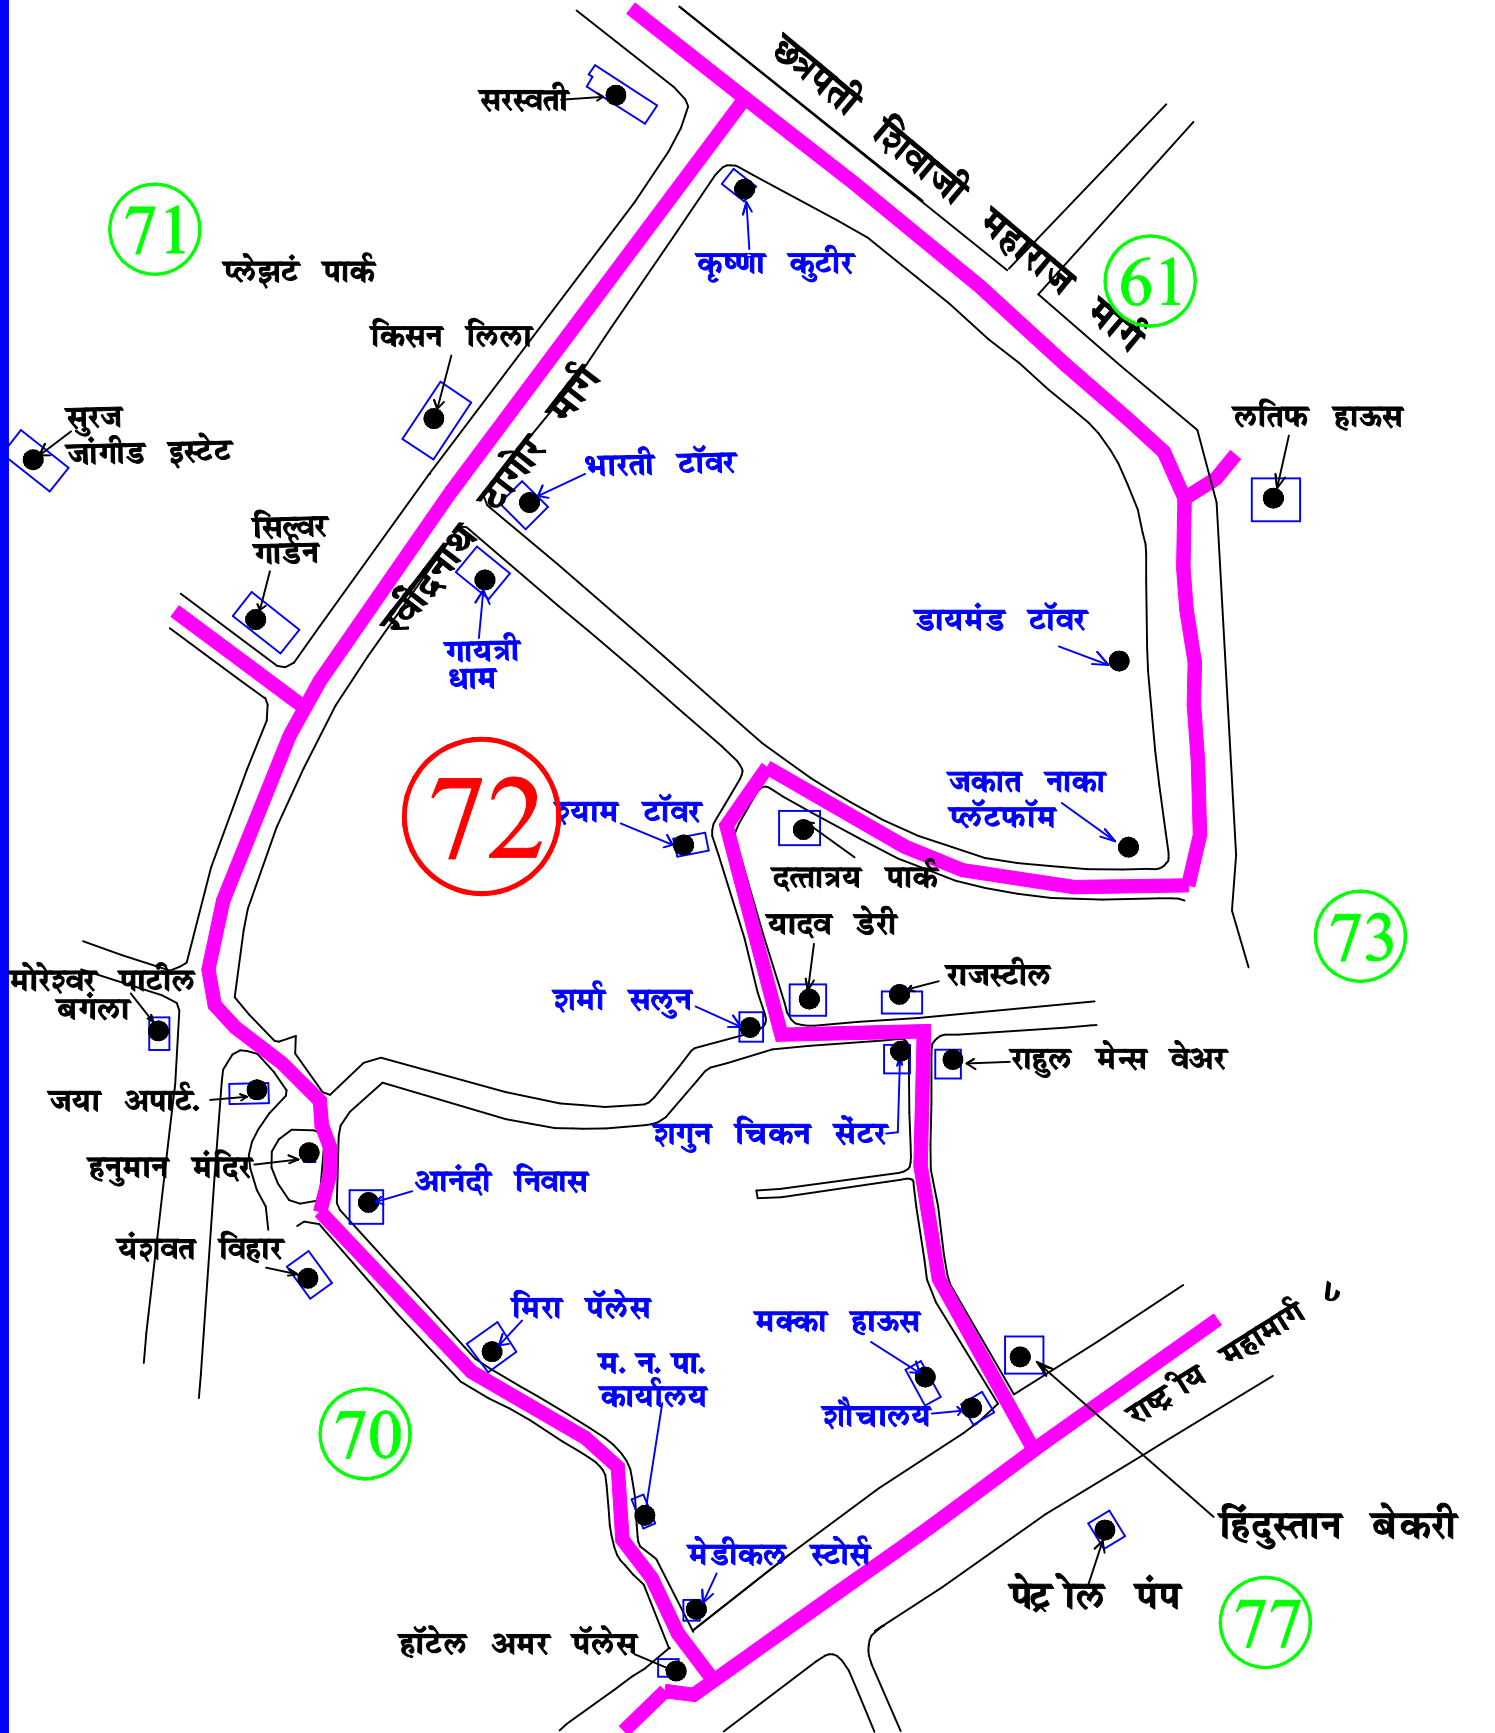 छत्रपती शिवाजी महाराज मार्ग
सरस्वती
71
61
कृष्णा कुटीर
प्लेझटं पार्क
किसन लिला
सुरज
जांगीड इस्टेट
लतिफ हाऊस
रवींद्रनाथ टागोर मार्ग
भारती टॉवर
सिल्वर
गार्डन
गायत्री
धाम
डायमंड टॉवर
72
श्याम टॉवर
जकात नाका
प्लॅटफॉम
दत्तात्रय पार्क
यादव डेरी
73
मोरेश्वर पाटील
बगंला
शर्मा सलुन
राजस्टील
राहुल मेन्स वेअर
जया अपार्ट.
शगुन चिकन सेंटर
हनुमान मंदिर
आनंदी निवास
यंशवत विहार
मिरा पॅलेस
मक्का हाऊस
राष्ट्रीय महामार्ग ८
म. न. पा.
कार्यालय
शौचालय
70
हिंदुस्तान बेकरी
मेडीकल स्टोर्स
पेट्रोल पंप
77
हॉटेल अमर पॅलेस